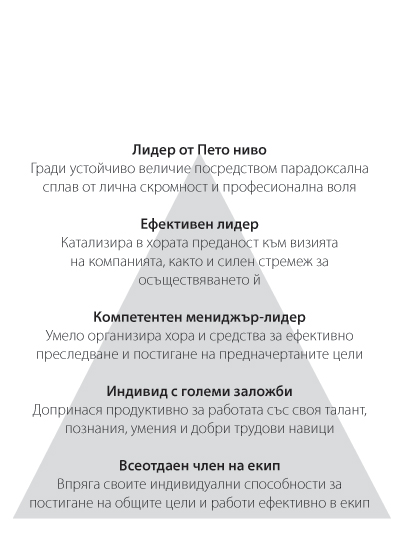 Лидер от Пето ниво
Гради устойчиво величие посредством парадоксална
сплав от лична скромност и професионална воля
Ефективен лидер
Катализира в хората преданост към визията
на компанията, както и силен стремеж за
осъществяването ѝ
Компетентен мениджър-лидер
Умело организира хора и средства за ефективно
преследване и постигане на предначертаните цели
Индивид с големи заложби
Допринася продуктивно за работата със своя талант,
познания, умения и добри трудови навици
Всеотдаен член на екип
Впряга своите индивидуални способности за
постигане на общите цели и работи ефективно в екип